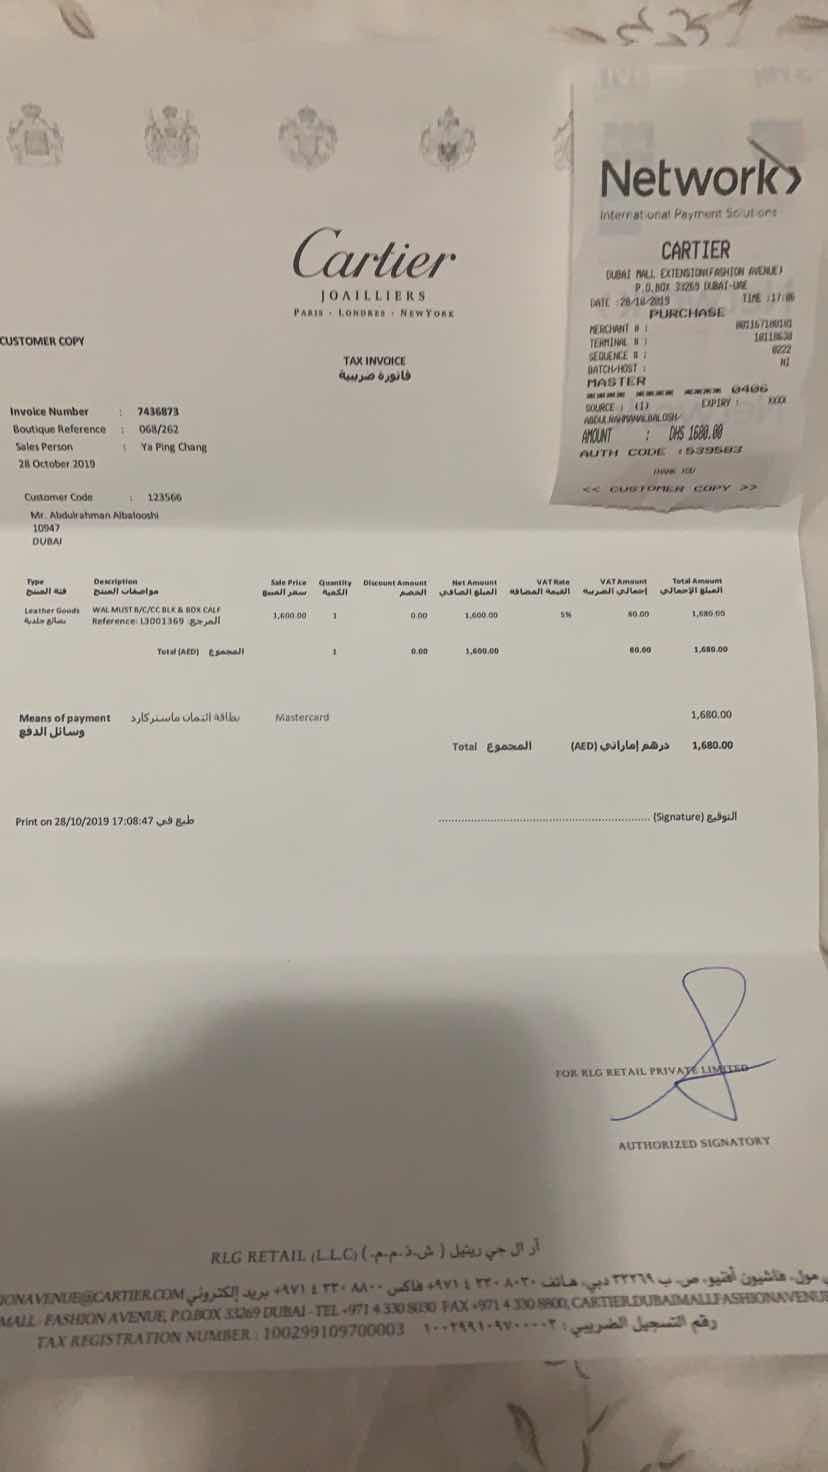 Cartier
JOAILLIERS
PARIS · LONDRES · NEW YORK
CUSTOMER COPY
TAX INVOICE
فاتورة ضريبية
Invoice Number : 7436873
Boutique Reference : 068/262
Sales Person : Ya Ping Chang
28 October 2019
Customer Code : 123566
Mr. Abdulrahman Albalooshi
10947
DUBAI
Network>
International Payment Solutions
CARTIER
DUBAI MALL EXTENSION(FASHION AVENUE)
P.O.BOX 33269 DUBAI-UAE
DATE :28/10/2019 TIME :17:06
PURCHASE
MERCHANT # : 001167100101
TERMINAL # : 10118630
SEQUENCE # : 0222
BATCH/HOST : N1
MASTER
**** **** **** 0406
SOURCE : (1) EXPIRY : XXXX
ABDULRAHMANALBALOSH/
AMOUNT : DHS 1680.00
AUTH CODE :539583
THANK YOU
<< CUSTOMER COPY >>
Type Description Sale Price Quantity Discount Amount Net Amount VAT Rate VAT Amount Total Amount
فئة المنتج مواصفات المنتج سعر المبيع الكمية الخصم المبلغ الصافي القيمة المضافة إجمالي الضريبة المبلغ الإجمالي
Leather Goods WAL MUST B/C/CC BLK & BOX CALF 1,600.00 1 0.00 1,600.00 5% 80.00 1,680.00
بضائع جلدية Reference: L3001369 المرجع:
Total (AED) المجموع 1 0.00 1,600.00 80.00 1,680.00
Means of payment بطاقة ائتمان ماستركارد Mastercard 1,680.00
وسائل الدفع
Total المجموع (AED) درهم إماراتي 1,680.00
Print on 28/10/2019 17:08:47 طبع في
(Signature) التوقيع
FOR RLG RETAIL PRIVATE LIMITED
AUTHORIZED SIGNATORY
RLG RETAIL (L.L.C) (.ش.ذ.م.م) آر ال جي ريتيل
مول، فاشيون أفنيو، ص. ب ٣٣٢٦٩ دبي، هاتف ٨٠٣٠ ٣٣٠ ٤ ٩٧١+ فاكس ٨٨٠٠ ٣٣٠ ٤ ٩٧١+ بريد إلكتروني IONAVENUE@CARTIER.COM
MALL - FASHION AVENUE, P.O.BOX 33269 DUBAI - TEL +971 4 330 8030 FAX +971 4 330 8800, CARTIER.DUBAIMALLFASHIONAVENUE
TAX REGISTRATION NUMBER : 100299109700003 رقم التسجيل الضريبي : ١٠٠٢٩٩١٠٩٧٠٠٠٠٣